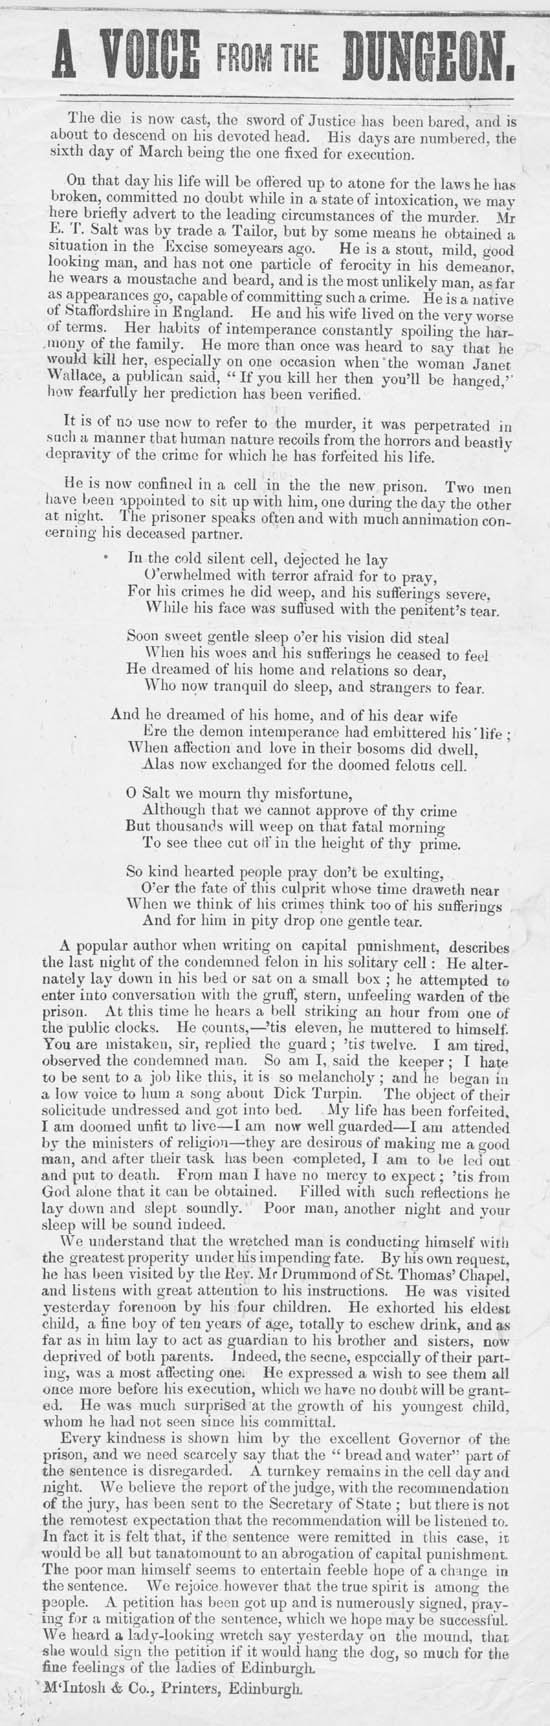 A VOICE FROM THE DUNGEON.
The die is now cast, the sword of Justice has been bared, and is
about to descend on his devoted head. His days are numbered, the
sixth day of March being the one fixed for execution.
On that day his life will be offered up to atone for the laws he has
broken, committed no doubt while in a state of intoxication, we may
here briefly advert to the leading circumstances of the murder. Mr
E. T. Salt was by trade a Tailor, but by some means he obtained a
situation in the Excise someyears ago. He is a stout, mild, good
looking man, and has not one particle of ferocity in his demeanor,
he wears a moustache and beard, and is the most unlikely man, as far
as appearances go, capable of committing such a crime. He is a native
of Staffordshire in England. He and his wife lived on the very worse
of terms. Her habits of intemperance constantly spoiling the har-
mony of the family. He more than once was heard to say that he
would kill her, especially on one occasion when the woman Janet
Wallace, a publican said, "If you kill her then you'll be hanged,"
how fearfully her prediction has been verified.
It is of no use now to refer to the murder, it was perpetrated in
such a manner that human nature recoils from the horrors and beastly
depravity of the crime for which he has forfeited his life.
He is now confined in a cell in the the new prison. Two men
have been appointed to sit up with him, one during the day the other
at night. The prisoner speaks often and with much annimation con-
cerning his deceased partner.
In the cold silent cell, dejected he lay
O'erwhelmed with terror afraid for to pray,
For his crimes he did weep, and his sufferings severe,
While his face was suffused with the penitent's tear.
Soon sweet gentle sleep o'er his vision did steal
When his woes and his sufferings he ceased to feel
He dreamed of his home and relations so dear,
Who now tranquil do sleep, and strangers to fear.
And he dreamed of his home, and of his dear wife
Ere the demon intemperance had embittered his life ;
When affection and love in their bosoms did dwell,
Alas now exchanged for the doomed felons cell.
O Salt we mourn thy misfortune,
Although that we cannot approve of thy crime
But thousands will weep on that fatal morning
To see thee cut off in the height of thy prime.
So kind hearted people pray don't be exulting,
O'er the fate of this culprit whose time draweth near
When we think of his crimes think too of his sufferings
And for him in pity drop one gentle tear.
A popular author when writing on capital punishment, describes
the last night of the condemned felon in his solitary cell : He alter-
nately lay down in his bed or sat on a small box ; he attempted to
enter into conversation with the gruff, stern, unfeeling warden of the
prison. At this time he hears a bell striking an hour from one of
the public clocks. He counts,—'tis eleven, he muttered to himself.
You are mistaken, sir, replied the guard ; 'tis twelve. I am tired,
observed the condemned man. So am I, said the keeper ; I hate
to be sent to a job like this, it is so melancholy ; and he began in
a low voice to hum a song about Dick Turpin. The object of their
solicitude undressed and got into bed. My life has been forfeited,
I am doomed unfit to live—I am now well guarded—I am attended
by the ministers of religion—they are desirous of making me a good
man, and after their task has been completed, I am to be led out
and put to death. From man I have no mercy to expect ; 'tis from
God alone that it can be obtained. Filled with such reflections he
lay down and slept soundly. Poor man, another night and your
sleep will be sound indeed.
We understand that the wretched man is conducting himself with
the greatest properity under his impending fate. By his own request,
he has been visited by the Rev. Mr Drummond of St. Thomas' Chapel,
and listens with great attention to his instructions. He was visited
yesterday forenoon by his four children. He exhorted his eldest
child, a fine boy of ten years of age, totally to eschew drink, and as
far as in him lay to act as guardian to his brother and sisters, now
deprived of both parents. Indeed, the secne, especcially of their part-
ing, was a most affecting one. He expressed a wish to see them all
once more before his execution, which we have no doubt will be grant-
ed. He was much surprised at the growth of his youngest child,
whom he had not seen since his committal.
Every kindness is shown him by the excellent Governor of the
prison, and we need scarcely say that the "bread and water" part of
the sentence is disregarded. A turnkey remains in the cell day and
night. We believe the report of the judge, with the recommendation
of the jury, has been sent to the Secretary of State ; but there is not
the remotest expectation that the recommendation will be listened to.
In fact it is felt that, if the sentence were remitted in this case, it
would be all but tanatomount to an abrogation of capital punishment.
The poor man himself seems to entertain feeble hope of a change in
the sentence. We rejoice however that the true spirit is among the
people. A petition has been got up and is numerously signed, pray-
ing for a mitigation of the sentence, which we hope may be successful.
We heard a lady-looking wretch say yesterday on the mound, that
she would sign the petition if it would hang the dog, so much for the
fine feelings of the ladies of Edinburgh.
M'Intosh & Co., Printers, Edinburgh.